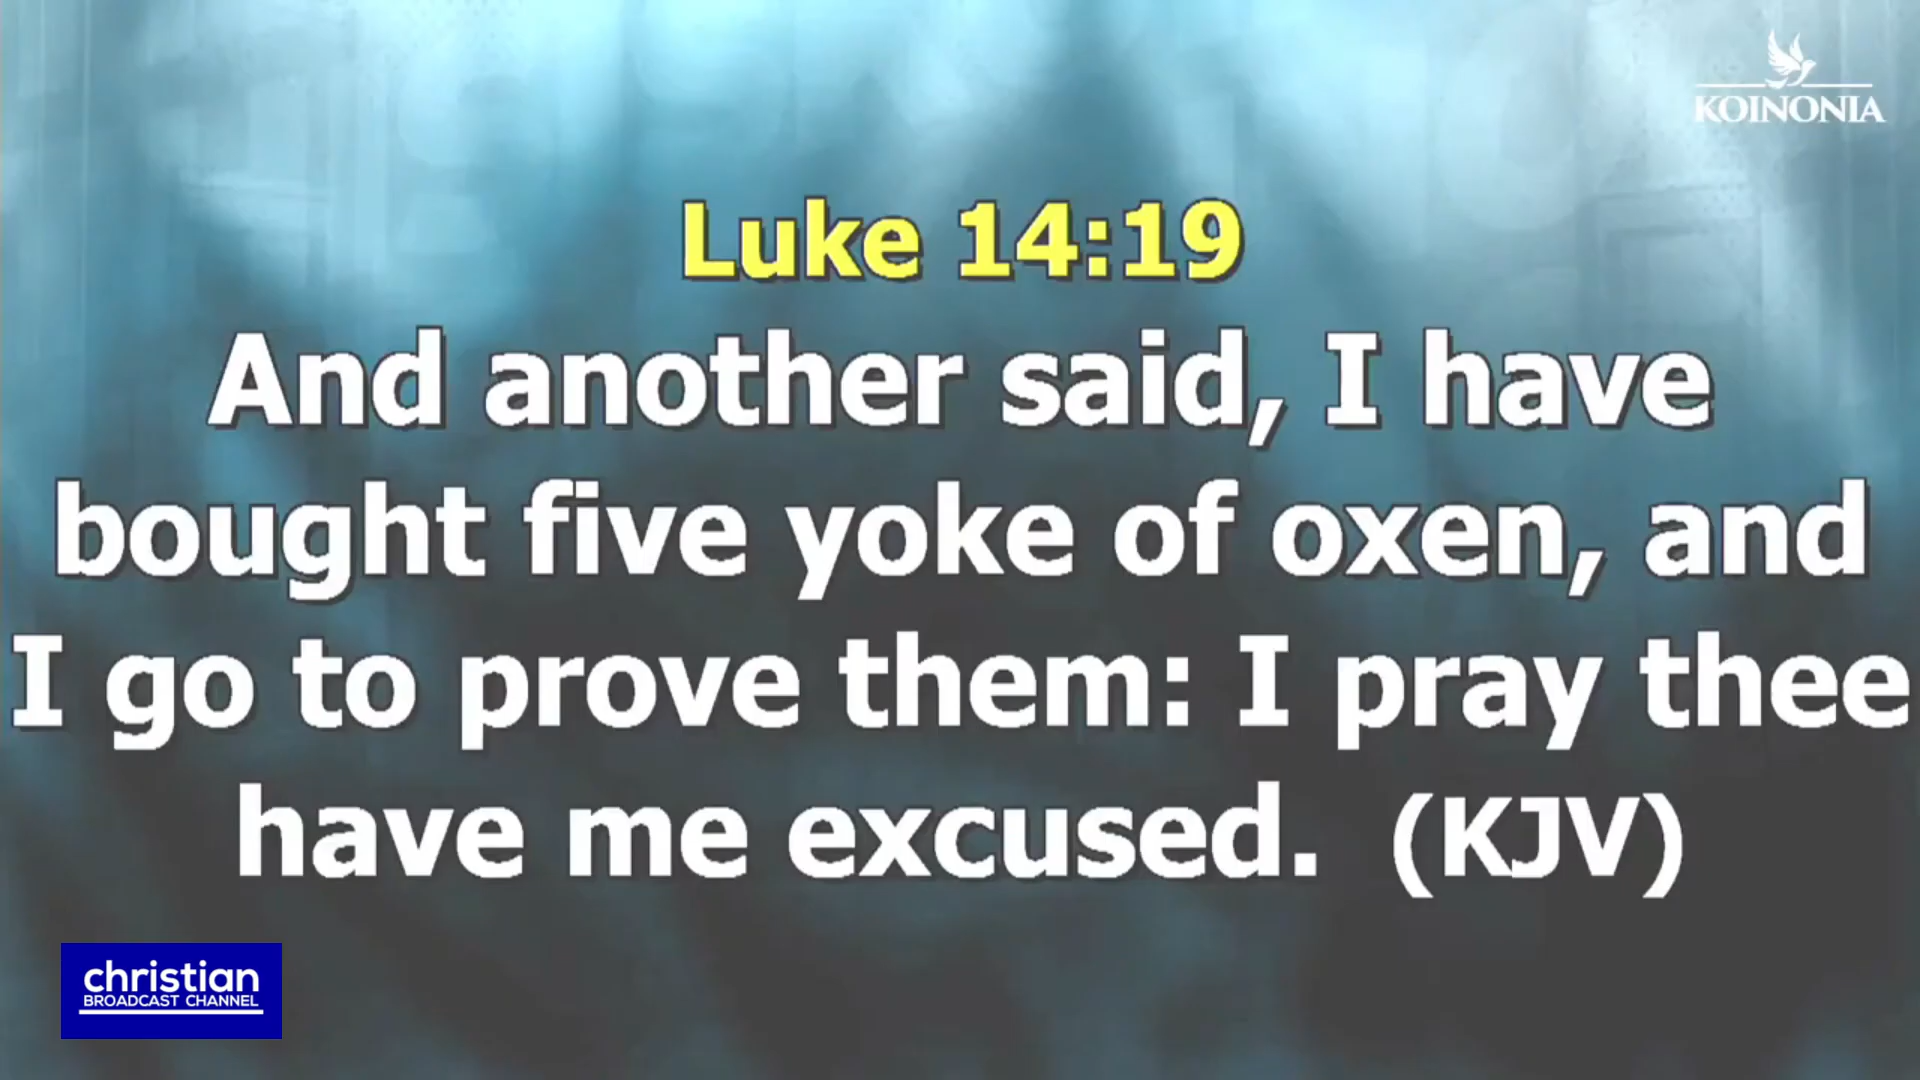 KOINONIA
Luke 14:19
And another said, I have
bought five yoke of oxen, and
I go to prove them: I pray thee
have me excused. (KJV)
christian
BROADCAST CHANNEL